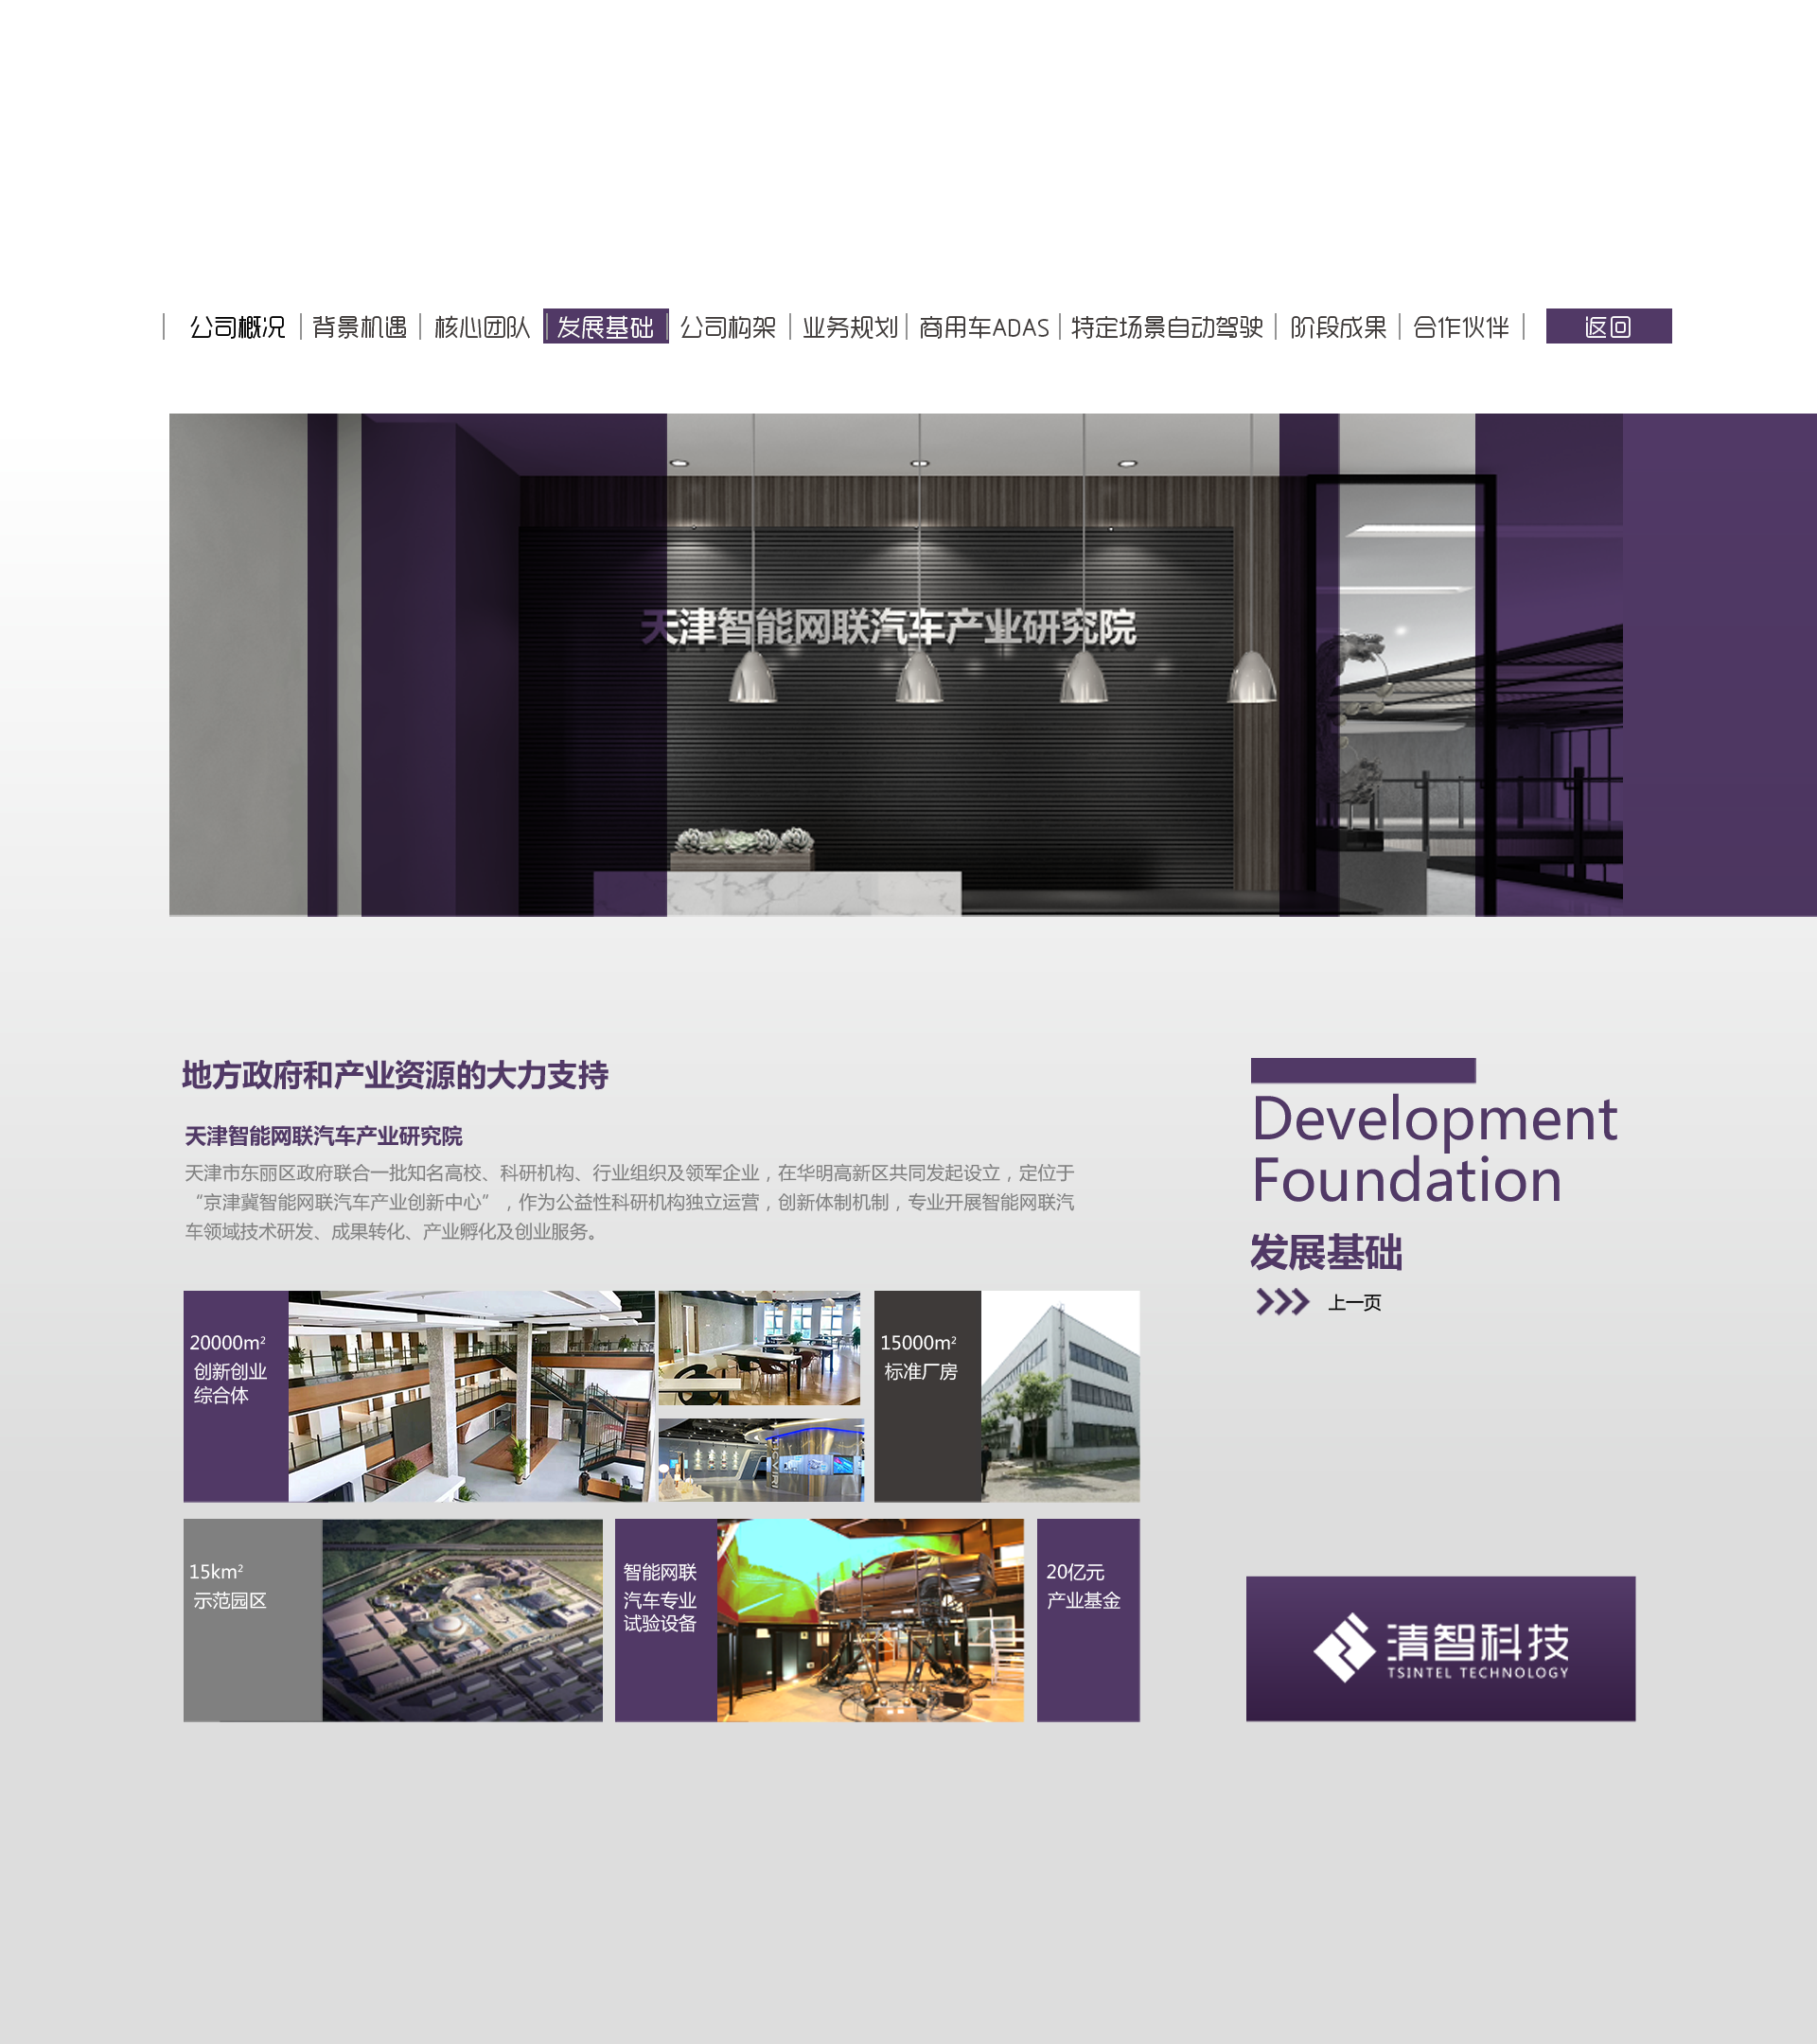 公司概况
背景机遇
核心团队
发展基础
公司构架
业务规划
商用车ADAS
特定场景自动驾驶
阶段成果
合作伙伴
返回
天津智能网联汽车产业研究院
地方政府和产业资源的大力支持
天津智能网联汽车产业研究院
天津市东丽区政府联合一批知名高校、科研机构、行业组织及领军企业，在华明高新区共同发起设立，定位于
“京津冀智能网联汽车产业创新中心”，作为公益性科研机构独立运营，创新体制机制，专业开展智能网联汽
车领域技术研发、成果转化、产业孵化及创业服务。
Development
Foundation
发展基础
上一页
20000m²
创新创业
综合体
15000m²
标准厂房
15km²
示范园区
智能网联
汽车专业
试验设备
20亿元
产业基金
清智科技
TSINTEL TECHNOLOGY